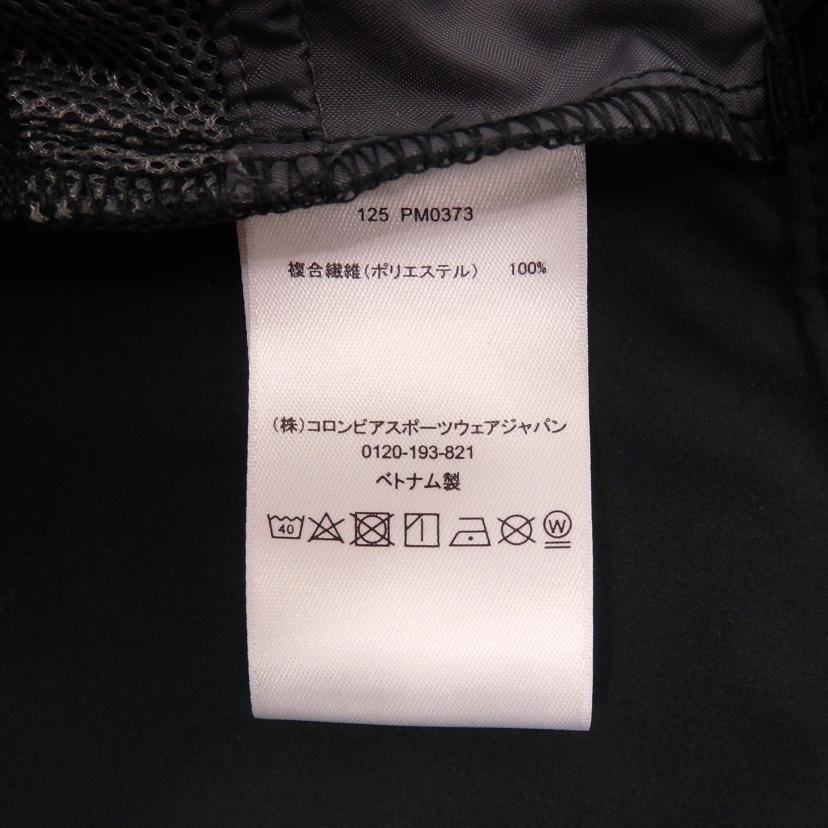 125 PM0373
複合繊維(ポリエステル) 100%
(株)コロンビアスポーツウェアジャパン
0120-193-821
ベトナム製
40 W